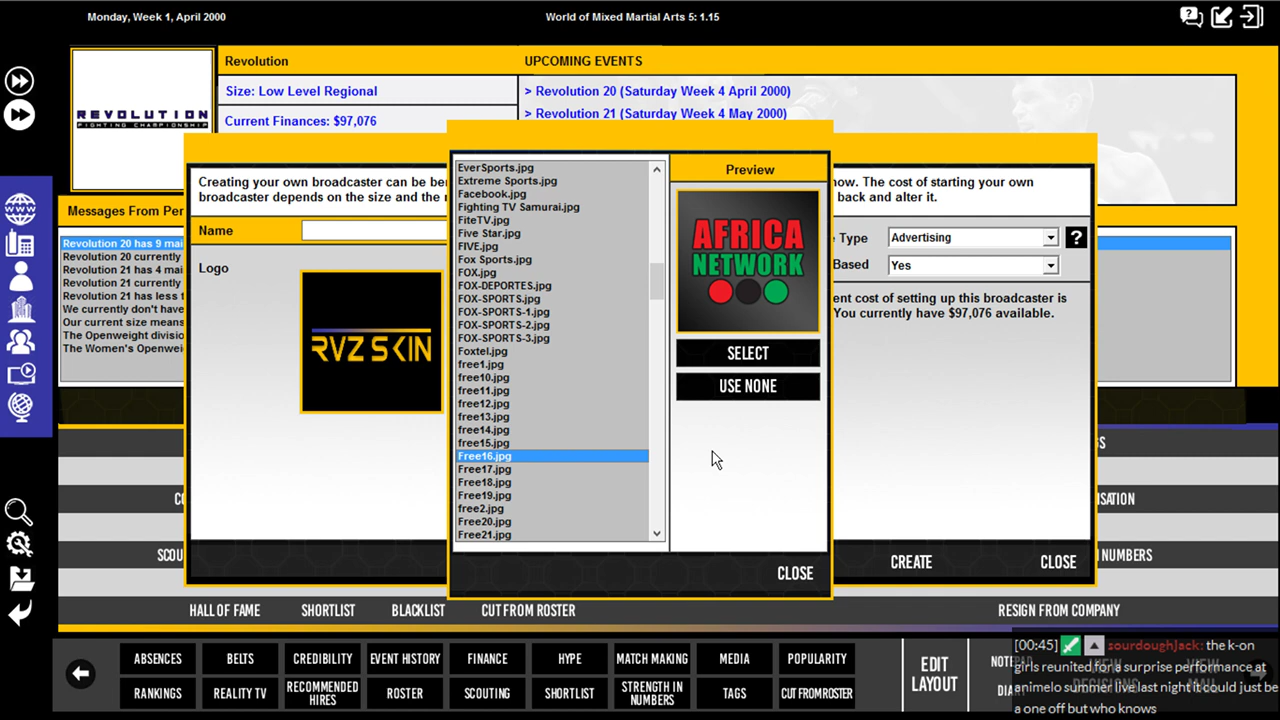 Monday, Week 1, April 2000
World of Mixed Martial Arts 5: 1.15
Revolution
UPCOMING EVENTS
Size: Low Level Regional
> Revolution 20 (Saturday Week 4 April 2000)
Current Finances: $97,076
> Revolution 21 (Saturday Week 4 May 2000)
REVOLUTION
FIGHTING CHAMPIONSHIP
Messages From Per
Revolution 20 has 9 mai
Revolution 20 currently
Revolution 21 has 4 mai
Revolution 21 currently
Revolution 21 has less t
We currently don't have
Our current size means
The Openweight divisio
The Women's Openwei
Creating your own broadcaster can be ber
broadcaster depends on the size and the r
now. The cost of starting your own
back and alter it.
Name
Logo
RVZ SKIN
e Type
Advertising
?
Based
Yes
ent cost of setting up this broadcaster is
You currently have $97,076 available.
EverSports.jpg
Extreme Sports.jpg
Facebook.jpg
Fighting TV Samurai.jpg
FiteTV.jpg
Five Star.jpg
FIVE.jpg
Fox Sports.jpg
FOX.jpg
FOX-DEPORTES.jpg
FOX-SPORTS.jpg
FOX-SPORTS-1.jpg
FOX-SPORTS-2.jpg
FOX-SPORTS-3.jpg
Foxtel.jpg
free1.jpg
free10.jpg
free11.jpg
free12.jpg
free13.jpg
free14.jpg
free15.jpg
Free16.jpg
Free17.jpg
Free18.jpg
Free19.jpg
free2.jpg
Free20.jpg
Free21.jpg
Preview
AFRICA
NETWORK
SELECT
USE NONE
CLOSE
CREATE
CLOSE
CO
SCOU
S
ISATION
N NUMBERS
HALL OF FAME
SHORTLIST
BLACKLIST
CUT FROM ROSTER
RESIGN FROM COMPANY
ABSENCES
BELTS
CREDIBILITY
EVENT HISTORY
FINANCE
HYPE
MATCH MAKING
MEDIA
POPULARITY
RANKINGS
REALITY TV
RECOMMENDED
HIRES
ROSTER
SCOUTING
SHORTLIST
STRENGTH IN
NUMBERS
TAGS
CUT FROM ROSTER
EDIT
LAYOUT
[00:45] sourdoughjack: the k-on
girls reunited for a surprise performance at
animelo summer live last night it could just be
a one off but who knows